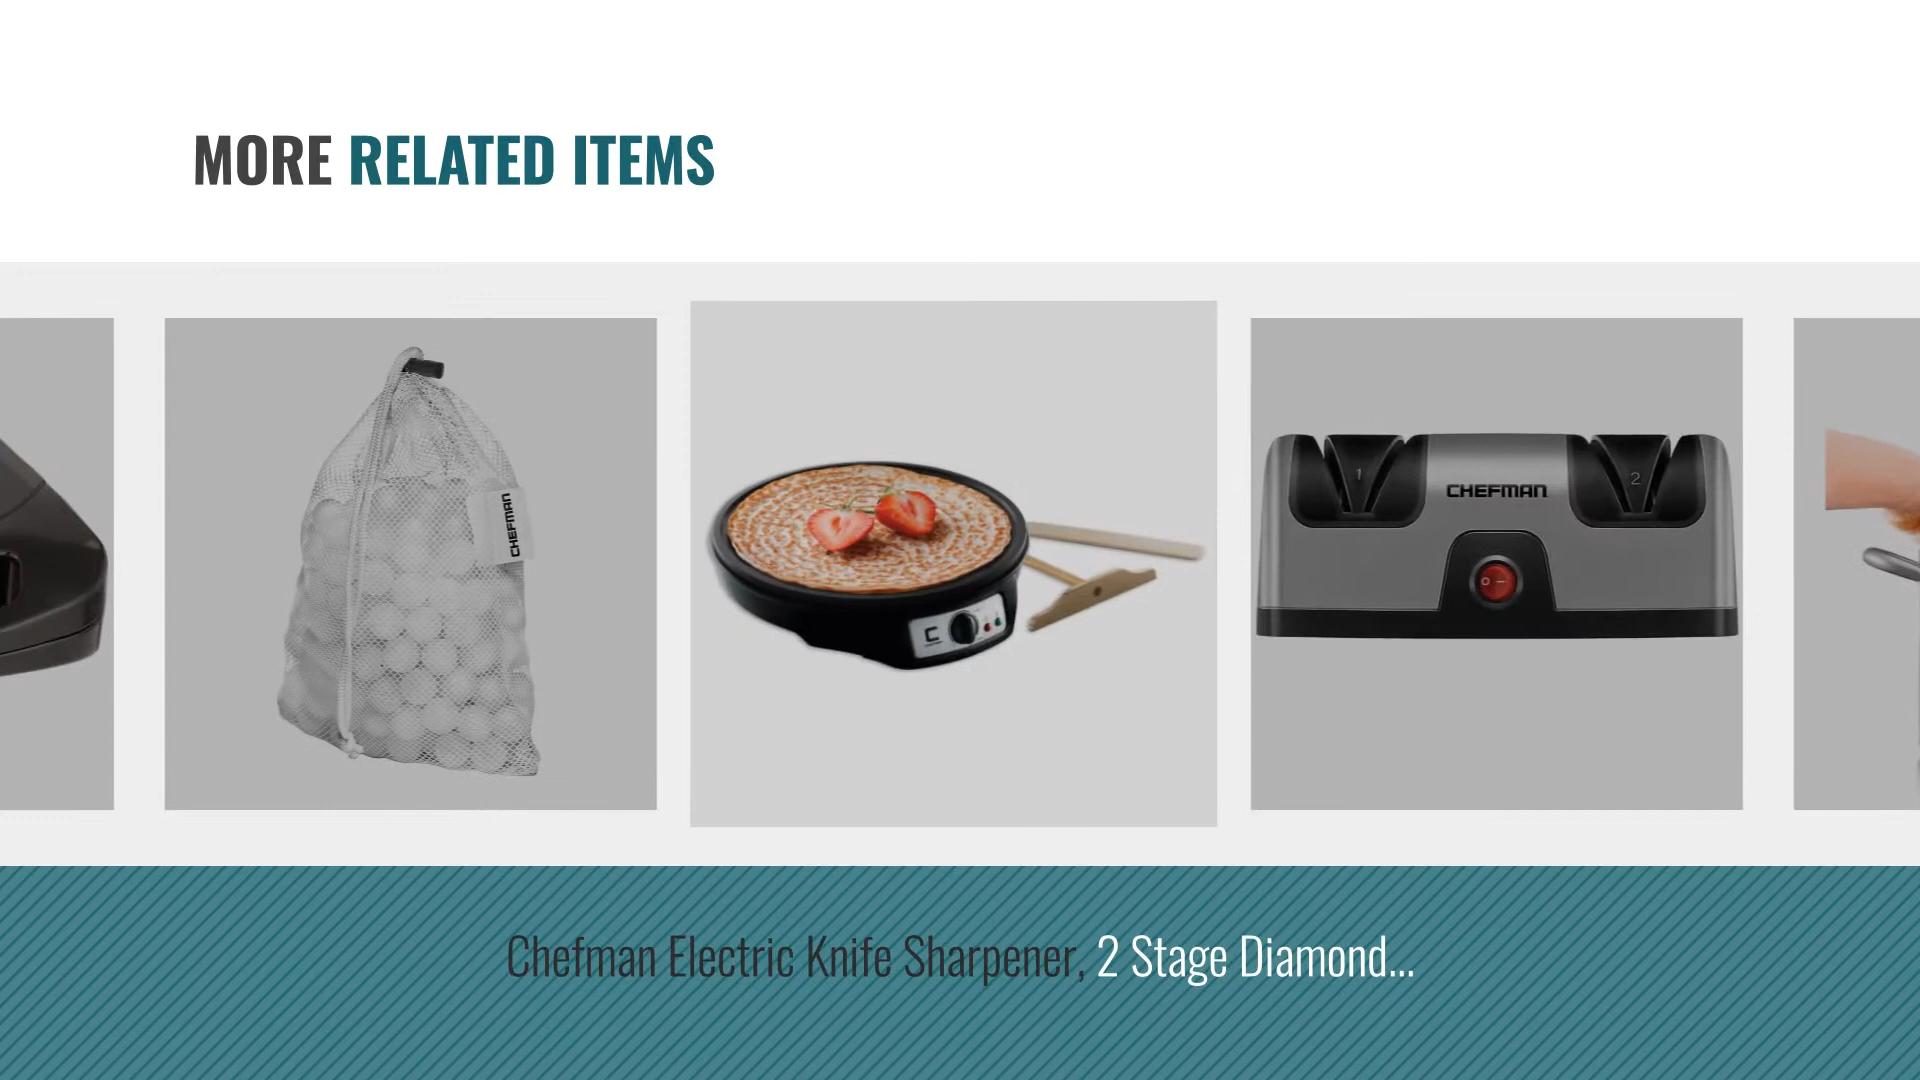 MORE RELATED ITEMS
CHEFMAN
C
1
CHEFMAN
2
Chefman Electric Knife Sharpener, 2 Stage Diamond...